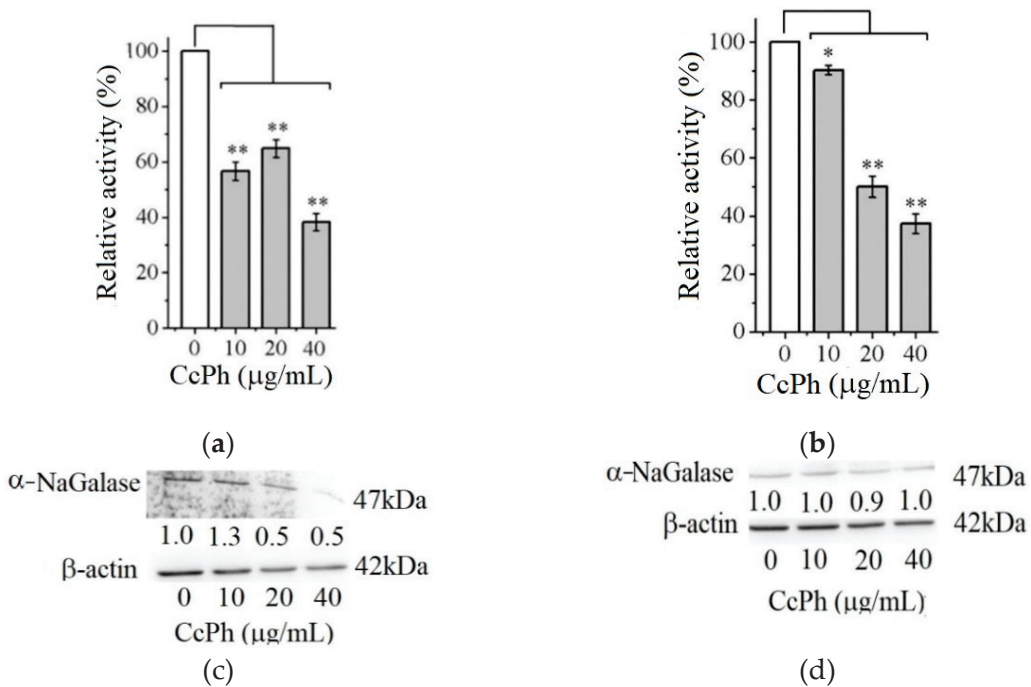 Relative activity (%)
100
80
60
40
20
0
**
**
**
0 10 20 40
CcPh (μg/mL)
(a)
Relative activity (%)
100
80
60
40
20
0
*
**
**
0 10 20 40
CcPh (μg/mL)
(b)
α-NaGalase 47kDa
1.0 1.3 0.5 0.5
β-actin 42kDa
0 10 20 40
CcPh (μg/mL)
(c)
α-NaGalase 47kDa
1.0 1.0 0.9 1.0
β-actin 42kDa
0 10 20 40
CcPh (μg/mL)
(d)